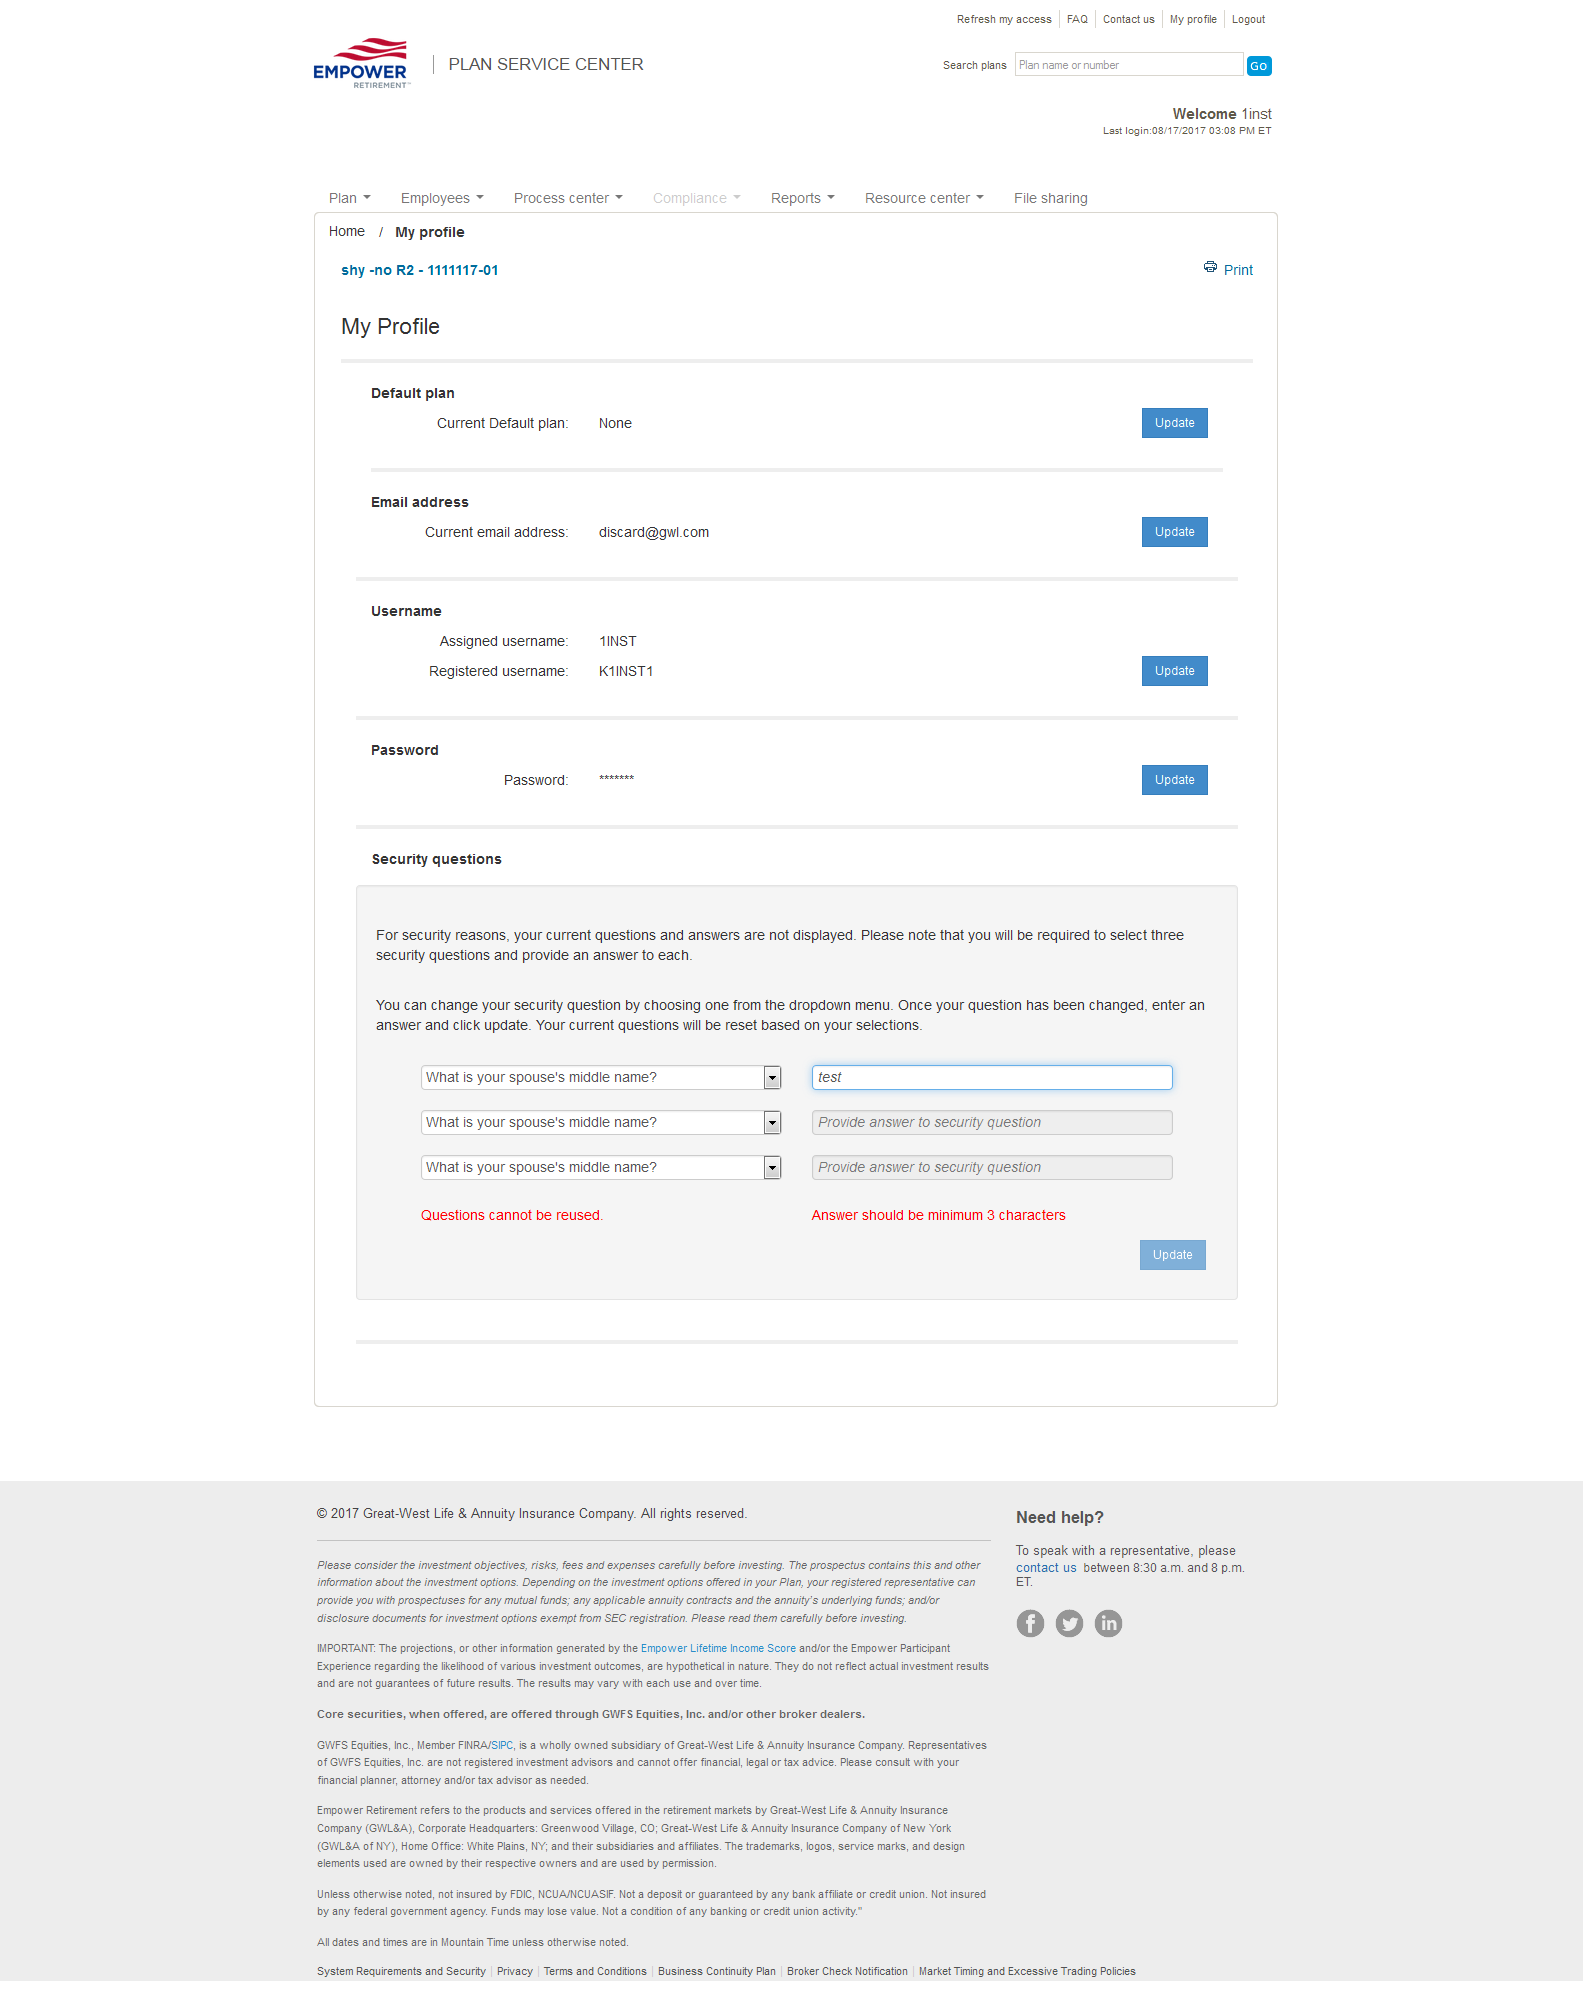 Refresh my access
FAQ
Contact us
My profile
Logout
EMPOWER
RETIREMENT™
PLAN SERVICE CENTER
Search plans
Plan name or number
Go
Welcome 1inst
Last login:08/17/2017 03:08 PM ET
Plan
Employees
Process center
Compliance
Reports
Resource center
File sharing
Home / My profile
shy -no R2 - 1111117-01
Print
My Profile
Default plan
Current Default plan: None
Update
Email address
Current email address: discard@gwl.com
Update
Username
Assigned username: 1INST
Registered username: K1INST1
Update
Password
Password: *******
Update
Security questions
For security reasons, your current questions and answers are not displayed. Please note that you will be required to select three
security questions and provide an answer to each.
You can change your security question by choosing one from the dropdown menu. Once your question has been changed, enter an
answer and click update. Your current questions will be reset based on your selections.
What is your spouse's middle name?
test
What is your spouse's middle name?
Provide answer to security question
What is your spouse's middle name?
Provide answer to security question
Questions cannot be reused.
Answer should be minimum 3 characters
Update
© 2017 Great-West Life & Annuity Insurance Company. All rights reserved.
Please consider the investment objectives, risks, fees and expenses carefully before investing. The prospectus contains this and other
information about the investment options. Depending on the investment options offered in your Plan, your registered representative can
provide you with prospectuses for any mutual funds; any applicable annuity contracts and the annuity's underlying funds; and/or
disclosure documents for investment options exempt from SEC registration. Please read them carefully before investing.
IMPORTANT: The projections, or other information generated by the Empower Lifetime Income Score and/or the Empower Participant
Experience regarding the likelihood of various investment outcomes, are hypothetical in nature. They do not reflect actual investment results
and are not guarantees of future results. The results may vary with each use and over time.
Core securities, when offered, are offered through GWFS Equities, Inc. and/or other broker dealers.
GWFS Equities, Inc., Member FINRA/SIPC, is a wholly owned subsidiary of Great-West Life & Annuity Insurance Company. Representatives
of GWFS Equities, Inc. are not registered investment advisors and cannot offer financial, legal or tax advice. Please consult with your
financial planner, attorney and/or tax advisor as needed.
Empower Retirement refers to the products and services offered in the retirement markets by Great-West Life & Annuity Insurance
Company (GWL&A), Corporate Headquarters: Greenwood Village, CO; Great-West Life & Annuity Insurance Company of New York
(GWL&A of NY), Home Office: White Plains, NY; and their subsidiaries and affiliates. The trademarks, logos, service marks, and design
elements used are owned by their respective owners and are used by permission.
Unless otherwise noted, not insured by FDIC, NCUA/NCUASIF. Not a deposit or guaranteed by any bank affiliate or credit union. Not insured
by any federal government agency. Funds may lose value. Not a condition of any banking or credit union activity."
All dates and times are in Mountain Time unless otherwise noted.
System Requirements and Security | Privacy | Terms and Conditions | Business Continuity Plan | Broker Check Notification | Market Timing and Excessive Trading Policies
Need help?
To speak with a representative, please
contact us between 8:30 a.m. and 8 p.m.
ET.